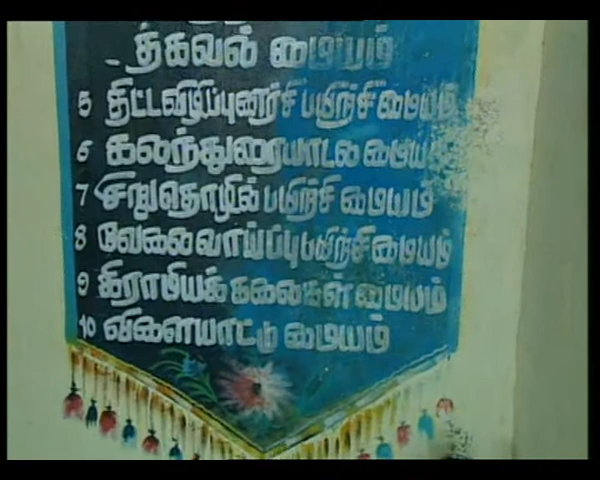 தகவல் மையம்
5 திட்டவிழிப்புணர்ச்சி பயிற்சி மையம்
6 கலந்துரையாடல் மையம்
7 சிறுதொழில் பயிற்சி மையம்
8 வேலைவாய்ப்பு பயிற்சி மையம்
9 கிராமியக் கலைகள் மையம்
10 விளையாட்டு மையம்